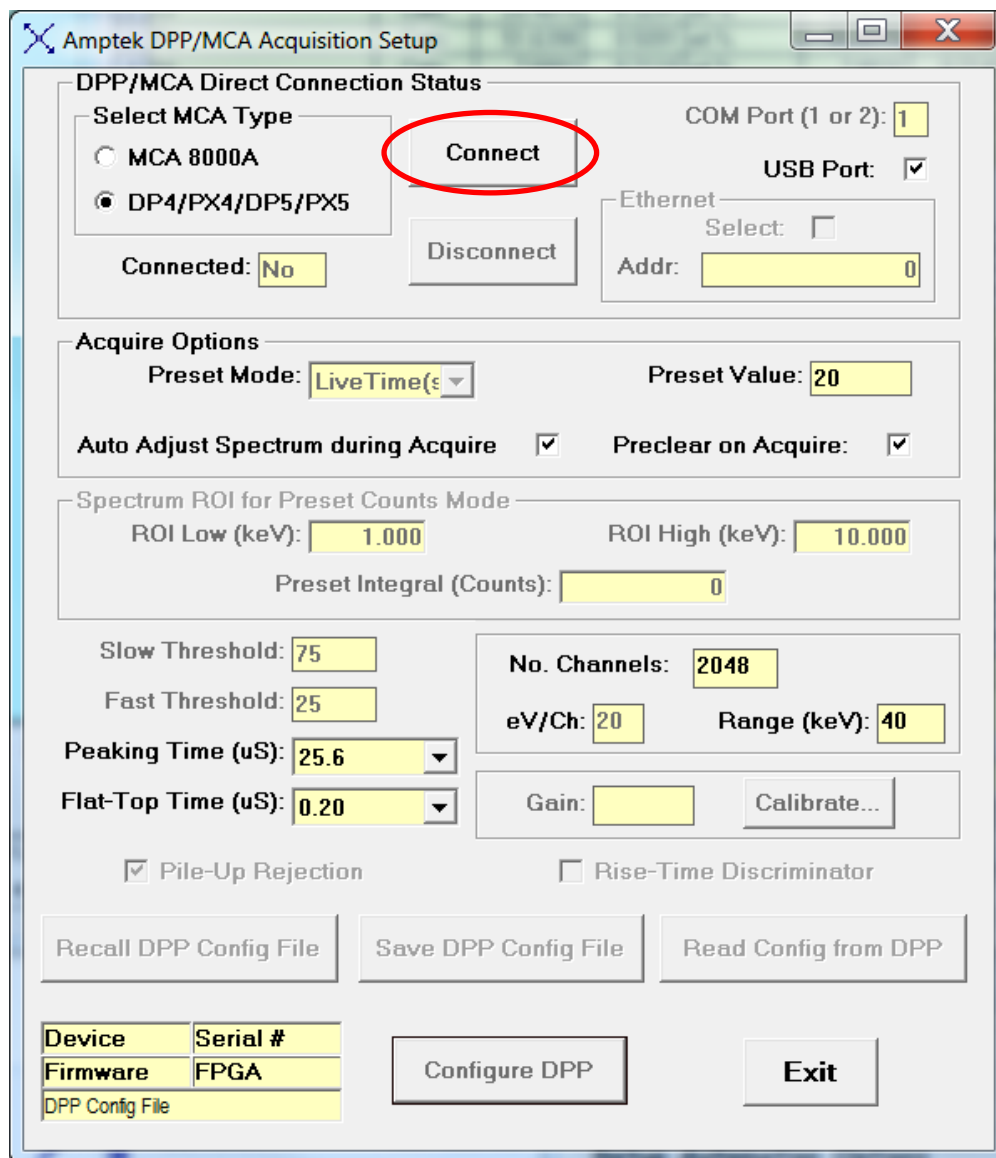 Amptek DPP/MCA Acquisition Setup
DPP/MCA Direct Connection Status
Select MCA Type
MCA 8000A
DP4/PX4/DP5/PX5
Connect
COM Port (1 or 2): 1
USB Port:
Ethernet
Select:
Addr: 0
Connected: No
Disconnect
Acquire Options
Preset Mode: LiveTime(s
Preset Value: 20
Auto Adjust Spectrum during Acquire
Preclear on Acquire:
Spectrum ROI for Preset Counts Mode
ROI Low (keV): 1.000
ROI High (keV): 10.000
Preset Integral (Counts): 0
Slow Threshold: 75
Fast Threshold: 25
Peaking Time (uS): 25.6
Flat-Top Time (uS): 0.20
No. Channels: 2048
eV/Ch: 20
Range (keV): 40
Gain:
Calibrate...
Pile-Up Rejection
Rise-Time Discriminator
Recall DPP Config File
Save DPP Config File
Read Config from DPP
Device
Serial #
Firmware
FPGA
DPP Config File
Configure DPP
Exit